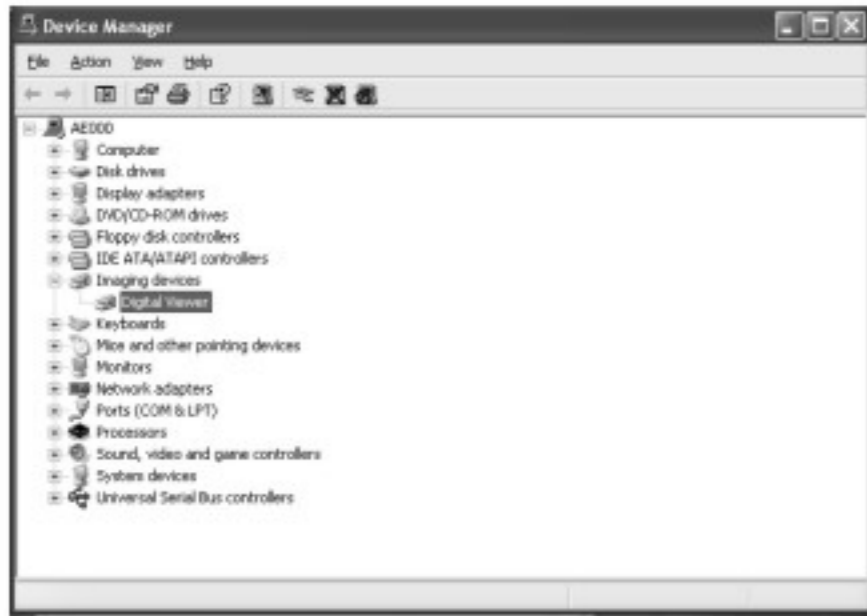 Device Manager
File Action View Help
AE000
Computer
Disk drives
Display adapters
DVD/CD-ROM drives
Floppy disk controllers
IDE ATA/ATAPI controllers
Imaging devices
Digital Viewer
Keyboards
Mice and other pointing devices
Monitors
Network adapters
Ports (COM & LPT)
Processors
Sound, video and game controllers
System devices
Universal Serial Bus controllers